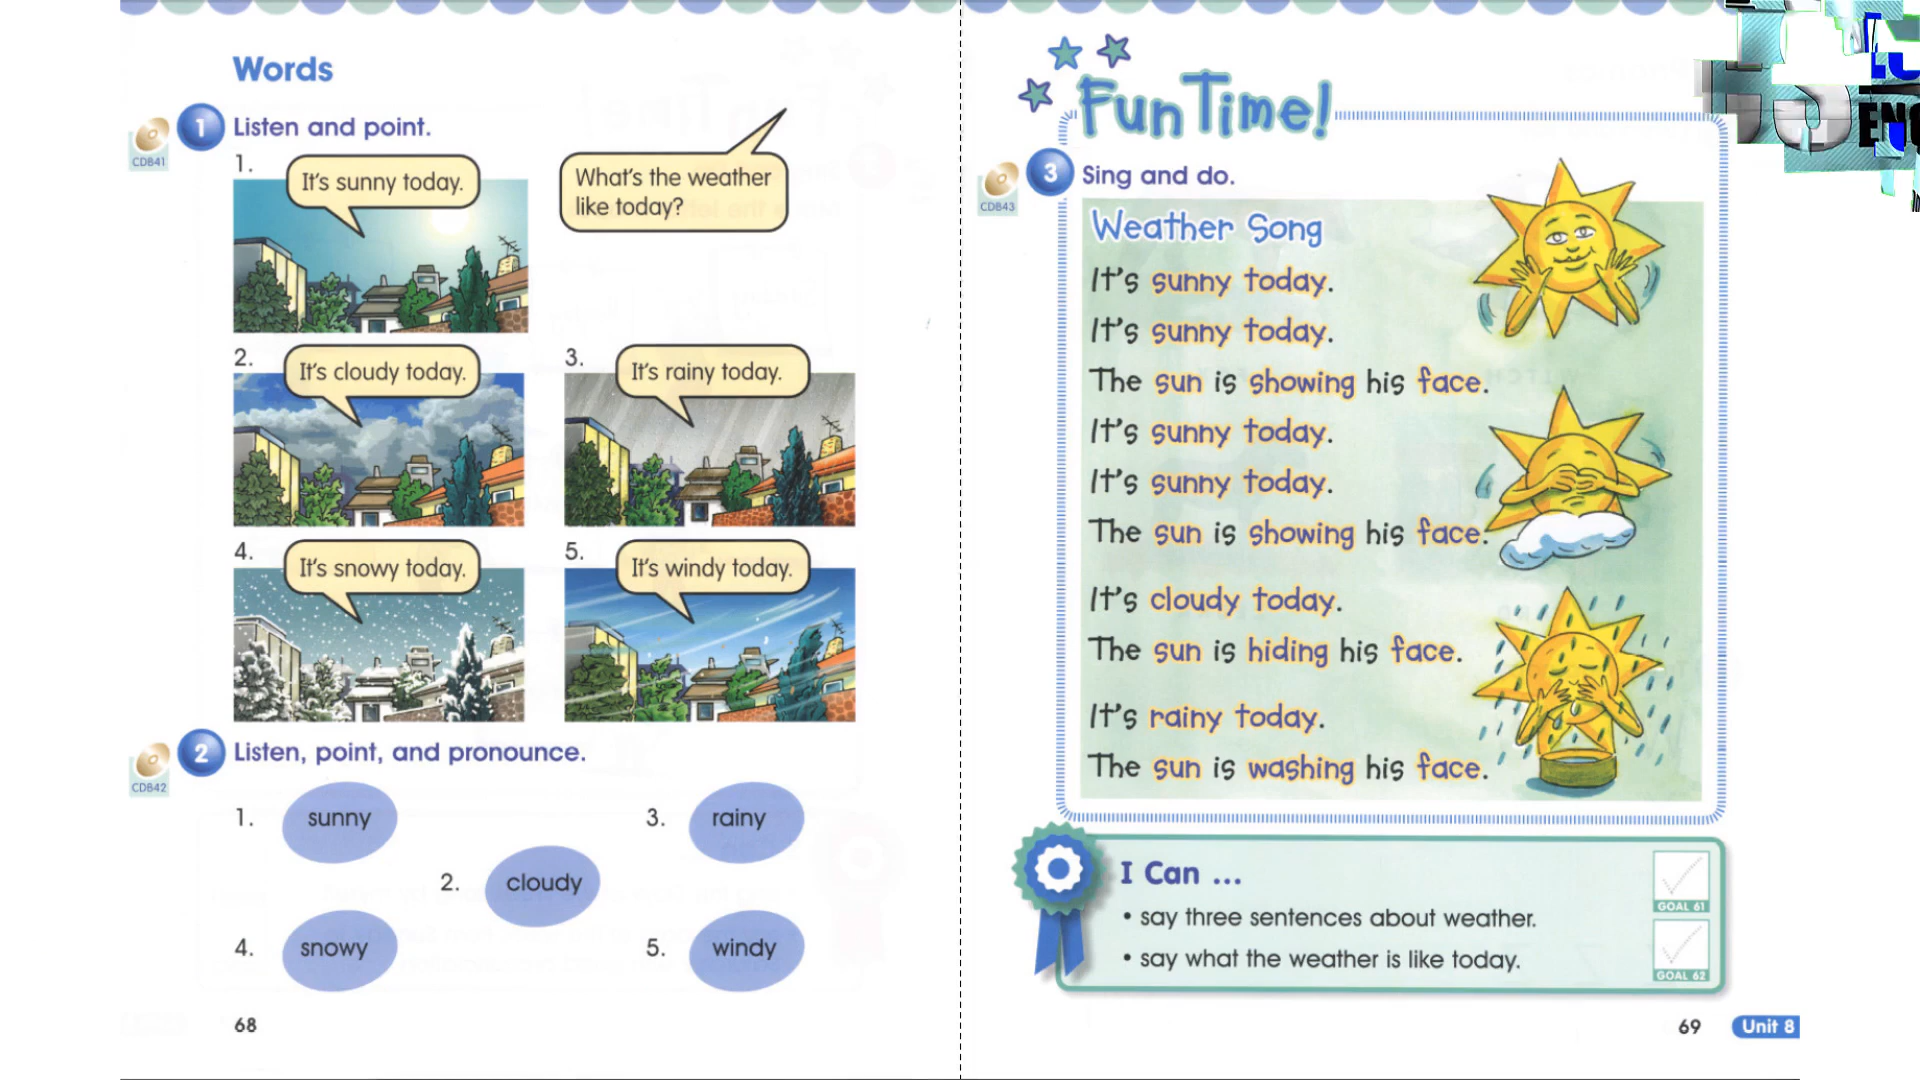 Words
CDB41
1
Listen and point.
1.
It's sunny today.
What's the weather
like today?
2.
It's cloudy today.
3.
It's rainy today.
4.
It's snowy today.
5.
It's windy today.
CDB42
2
Listen, point, and pronounce.
1.
sunny
3.
rainy
2.
cloudy
4.
snowy
5.
windy
68
Fun Time!
CDB43
3
Sing and do.
Weather Song
It's sunny today.
It's sunny today.
The sun is showing his face.
It's sunny today.
It's sunny today.
The sun is showing his face.
It's cloudy today.
The sun is hiding his face.
It's rainy today.
The sun is washing his face.
I Can ...
• say three sentences about weather.
GOAL 61
• say what the weather is like today.
GOAL 62
69
Unit 8